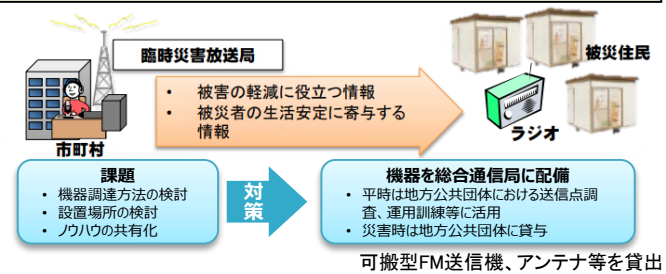 臨時災害放送局
被災住民
・ 被害の軽減に役立つ情報
・ 被災者の生活安定に寄与する
情報
市町村
ラジオ
課題
・ 機器調達方法の検討
・ 設置場所の検討
・ ノウハウの共有化
対
策
機器を総合通信局に配備
・ 平時は地方公共団体における送信点調
査、運用訓練等に活用
・ 災害時は地方公共団体に貸与
可搬型FM送信機、アンテナ等を貸出